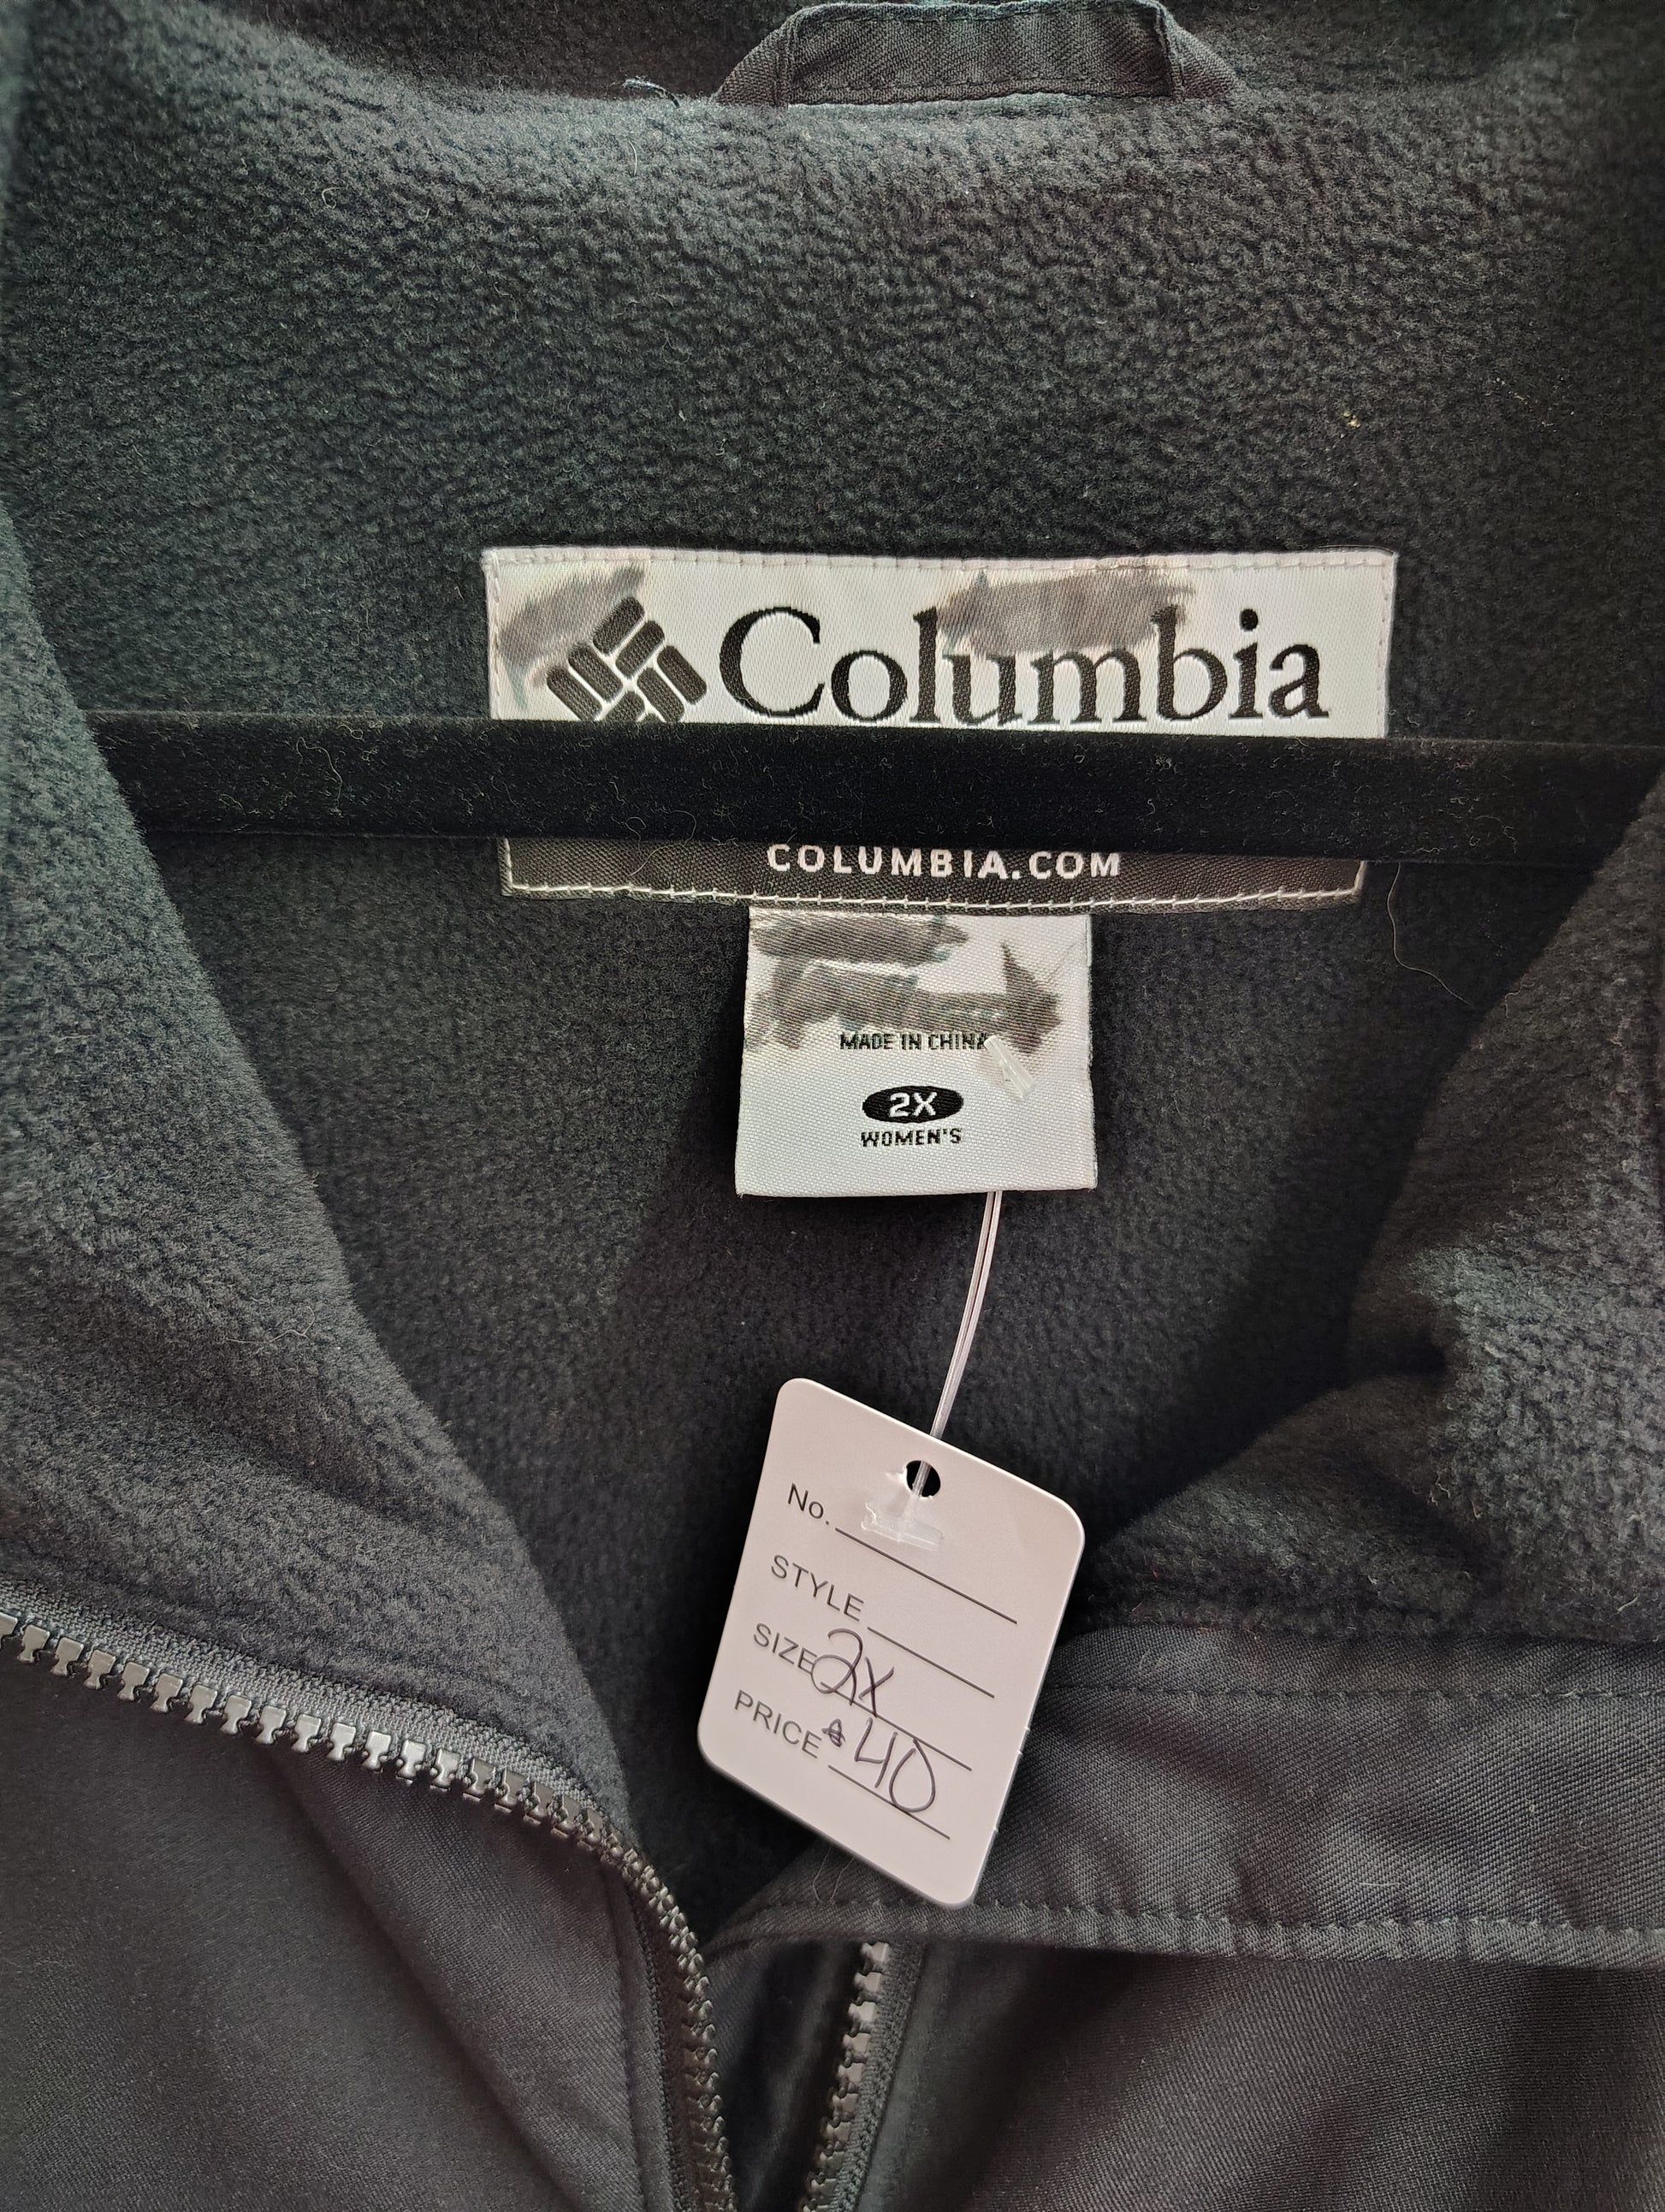 Columbia
COLUMBIA.COM
MADE IN CHINA
2X
WOMEN'S
No.
STYLE
SIZE 2X
PRICE $40